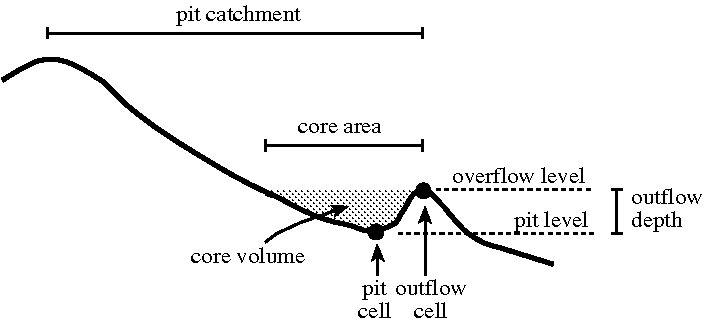 pit catchment
core area
overflow level
outflow
depth
pit level
core volume
pit
cell
outflow
cell